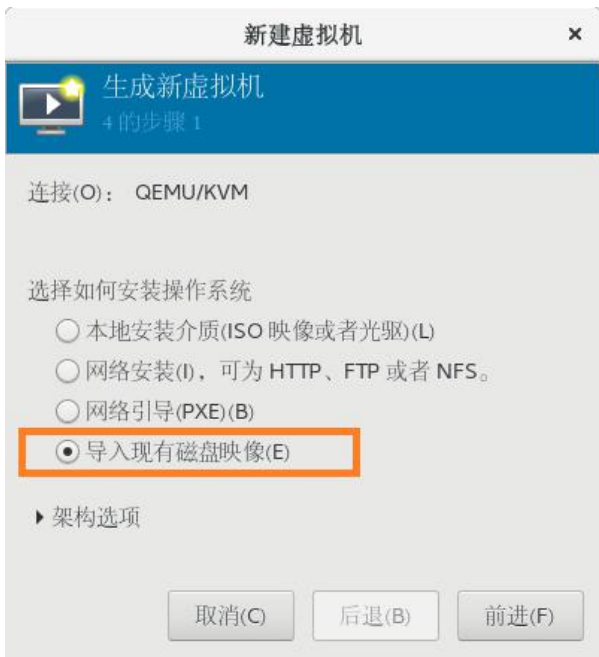 新建虚拟机 ×
生成新虚拟机
4 的步骤 1
连接(O)： QEMU/KVM
选择如何安装操作系统
本地安装介质(ISO 映像或者光驱)(L)
网络安装(I)，可为 HTTP、FTP 或者 NFS。
网络引导(PXE)(B)
导入现有磁盘映像(E)
架构选项
取消(C) 后退(B) 前进(F)